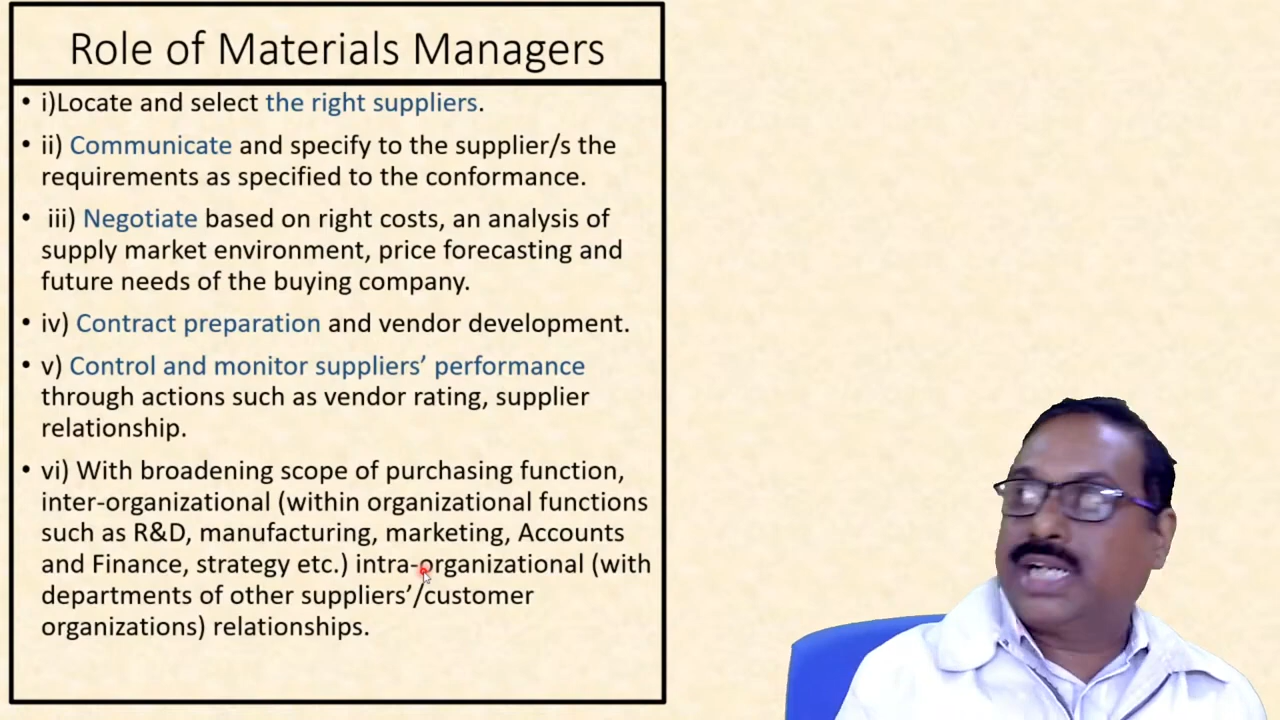 Role of Materials Managers
• i)Locate and select the right suppliers.
• ii) Communicate and specify to the supplier/s the
requirements as specified to the conformance.
• iii) Negotiate based on right costs, an analysis of
supply market environment, price forecasting and
future needs of the buying company.
• iv) Contract preparation and vendor development.
• v) Control and monitor suppliers’ performance
through actions such as vendor rating, supplier
relationship.
• vi) With broadening scope of purchasing function,
inter-organizational (within organizational functions
such as R&D, manufacturing, marketing, Accounts
and Finance, strategy etc.) intra-organizational (with
departments of other suppliers’/customer
organizations) relationships.